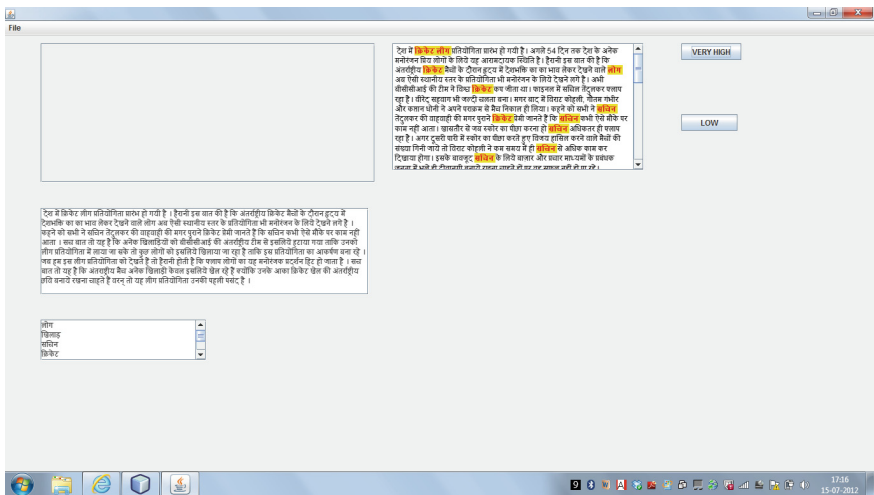 File
देश में क्रिकेट लीग प्रतियोगिता प्रारंभ हो गयी है। अगले 54 दिन तक देश के अनेक
मनोरंजन प्रिय लोगों के लिये यह आरामदायक स्थिति है। हैरानी इस बात की है कि
अंतर्राष्ट्रीय क्रिकेट मैचों के दौरान हृदय में देशभक्ति का का भाव लेकर देखने वाले लोग
अब ऐसी स्थानीय स्तर के प्रतियोगिता भी मनोरंजन के लिये देखने लगे है। अभी
बीसीसीआई की टीम ने विश्व क्रिकेट कप जीता था। फाइनल में सचिल तेंदुलकर फ्लाप
रहा है। वीरेंद्र सहवाग भी जल्दी चलता बना। मगर बाद में विराट कोहली, गौतम गंभीर
और कप्तान धोनी ने अपने पराक्रम से मैच निकाल ही लिया। कहने को सभी ने सचिन
तेंदुलकर की वाहवाही की मगर पुराने क्रिकेट प्रेमी जानते हैं कि सचिन कभी ऐसे मौके पर
काम नहीं आता। खासतौर से जब स्कोर का पीछा करना हो सचिन अधिकतर ही फ्लाप
रहा है। अगर दूसरी पारी में स्कोर का पीछा करते हुए विजय हासिल करने वाले मैचों की
संख्या गिनी जाये तो विराट कोहली ने कम समय में ही सचिन से अधिक काम कर
दिखाया होगा। इसके बावजूद सचिन के लिये बाजार और प्रचार माध्यमों के प्रबंधक
VERY HIGH
LOW
देश में क्रिकेट लीग प्रतियोगिता प्रारंभ हो गयी है । हैरानी इस बात की है कि अंतर्राष्ट्रीय क्रिकेट मैचों के दौरान हृदय में
देशभक्ति का का भाव लेकर देखने वाले लोग अब ऐसी स्थानीय स्तर के प्रतियोगिता भी मनोरंजन के लिये देखने लगे है ।
कहने को सभी ने सचिन तेंदुलकर की वाहवाही की मगर पुराने क्रिकेट प्रेमी जानते हैं कि सचिन कभी ऐसे मौके पर काम नहीं
आता । सच बात तो यह है कि अनेक खिलाड़ियों को बीसीसीआई की अंतर्राष्ट्रीय टीम से इसलिये हटाया गया ताकि उनको
लीग प्रतियोगिता में लाया जा सके तो कुछ लोगों को इसलिये खिलाया जा रहा है ताकि इस प्रतियोगिता का आकर्षण बना रहे ।
जब हम इस लीग प्रतियोगिता को देखते हैं तो हैरानी होती है कि फ्लाप लोगों का यह मनोरंजक प्रदर्शन हिट हो जाता है । सच
बात तो यह है कि अंतराष्ट्रीय मैच अनेक खिलाड़ी केवल इसलिये खेल रहे हैं क्योंकि उनके आका क्रिकेट खेल की अंतर्राष्ट्रीय
छवि बनाये रखना चाहते हैं वरन् तो यह लीग प्रतियोगिता उनकी पहली पसंद है ।
लोग
खिलाड़
सचिन
क्रिकेट
17:16
15-07-2012